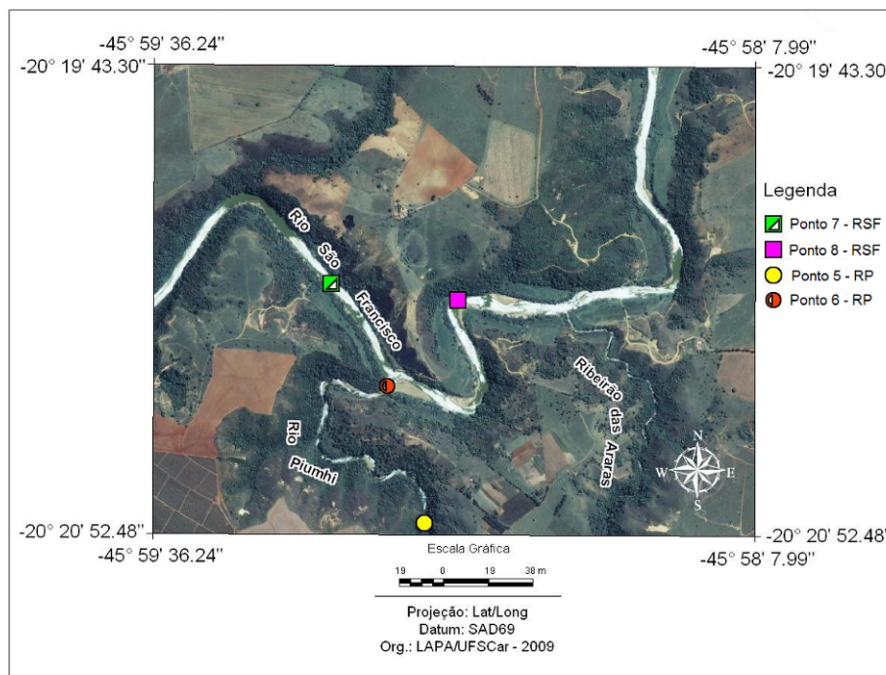 -45° 59' 36.24''
-45° 58' 7.99''
-20° 19' 43.30''
-20° 19' 43.30''
Rio São Francisco
Legenda
Ponto 7 - RSF
Ponto 8 - RSF
Ponto 5 - RP
Ponto 6 - RP
Ribeirão das Araras
Rio Piumhi
N
W E
S
-20° 20' 52.48''
-20° 20' 52.48''
-45° 59' 36.24''
-45° 58' 7.99''
Escala Gráfica
19 0 19 38 m
Projeção: Lat/Long
Datum: SAD69
Org.: LAPA/UFSCar - 2009